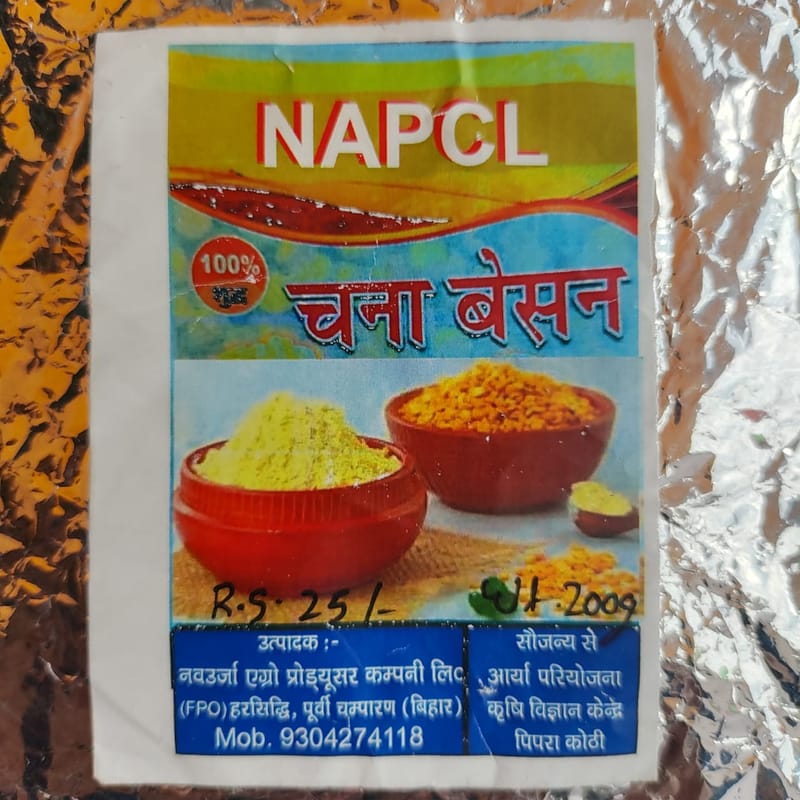 NAPCL
100%
शुद्ध
चना बेसन
R.S. 25/-
Wt. 200g
उत्पादक :-
नवउर्जा एग्रो प्रोड्यूसर कम्पनी लि०
(FPO) हरसिद्धि, पूर्वी चम्पारण (बिहार)
Mob. 9304274118
सौजन्य से
आर्या परियोजना
कृषि विज्ञान केन्द्र
पिपरा कोठी